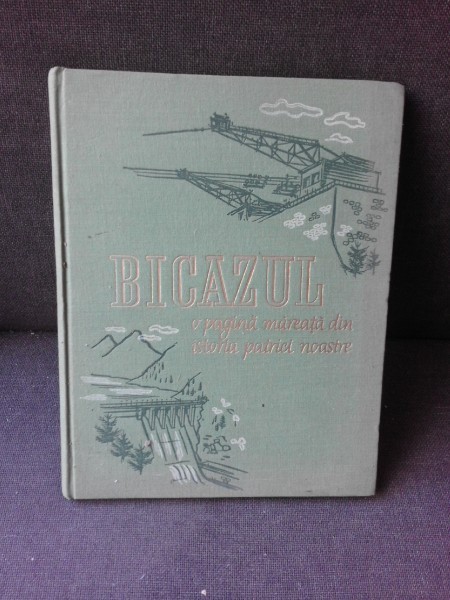 BICAZUL
o pagină măreață din
istoria patriei noastre